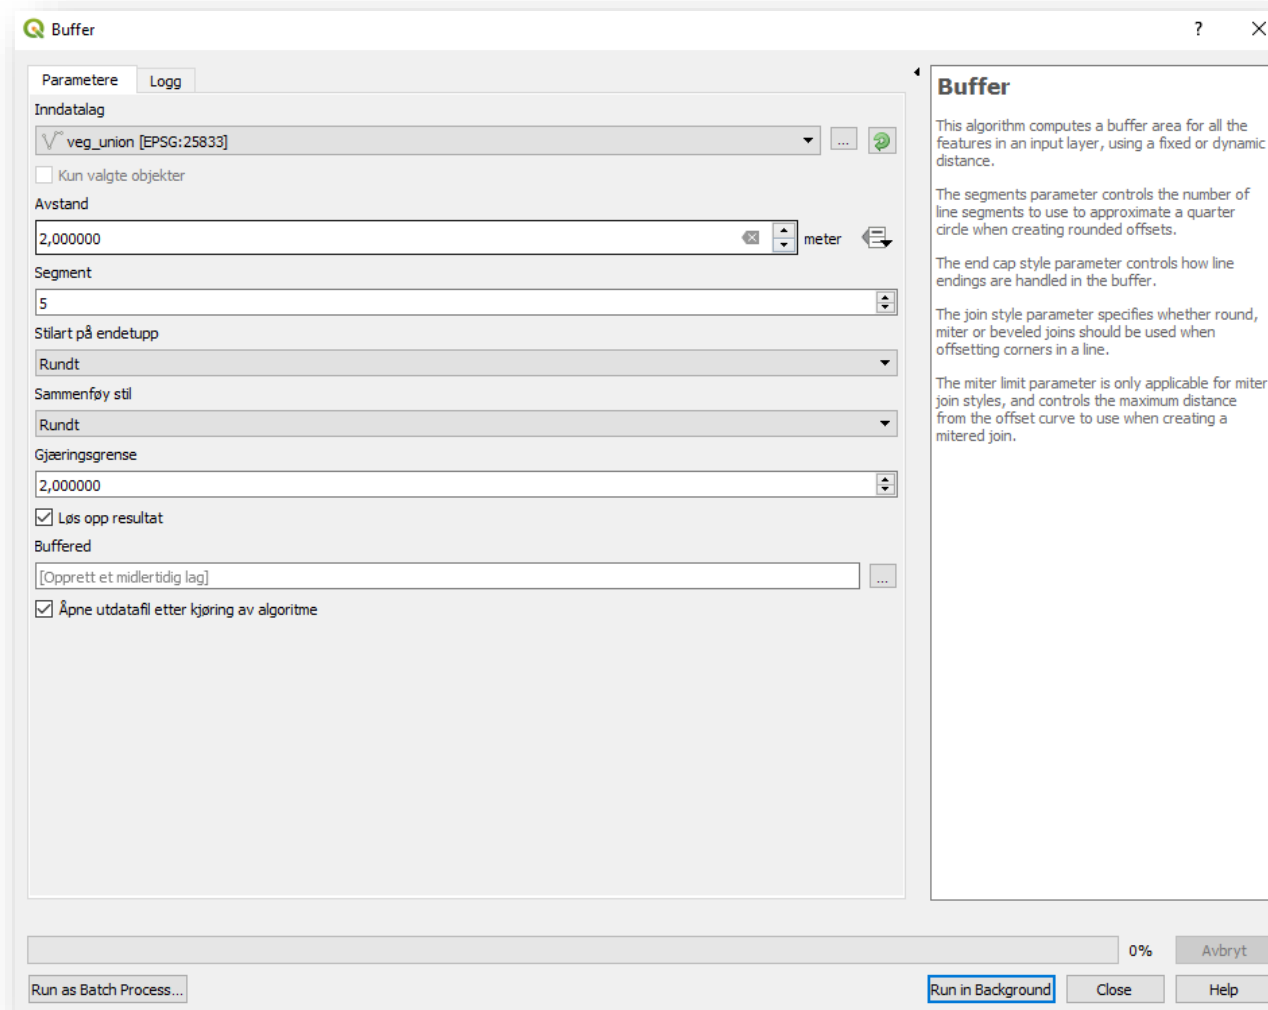 Buffer
?
Parametere
Logg
Inndatalag
veg_union [EPSG:25833]
...
Kun valgte objekter
Avstand
2,000000
meter
Segment
5
Stilart på endetupp
Rundt
Sammenføy stil
Rundt
Gjæringsgrense
2,000000
Løs opp resultat
Buffered
[Opprett et midlertidig lag]
...
Åpne utdatafil etter kjøring av algoritme
Buffer
This algorithm computes a buffer area for all the
features in an input layer, using a fixed or dynamic
distance.
The segments parameter controls the number of
line segments to use to approximate a quarter
circle when creating rounded offsets.
The end cap style parameter controls how line
endings are handled in the buffer.
The join style parameter specifies whether round,
miter or beveled joins should be used when
offsetting corners in a line.
The miter limit parameter is only applicable for miter
join styles, and controls the maximum distance
from the offset curve to use when creating a
mitered join.
0%
Avbryt
Run as Batch Process...
Run in Background
Close
Help